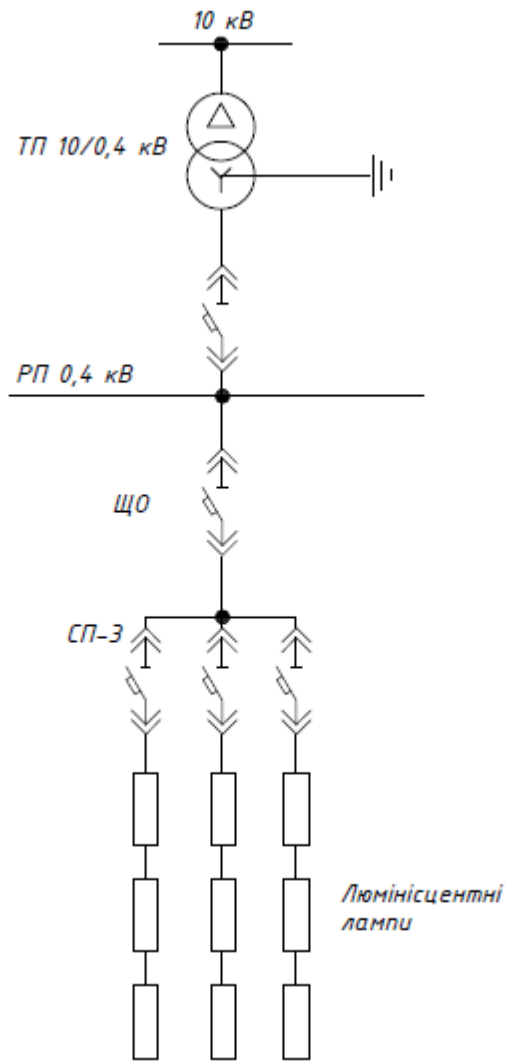 10 кВ
ТП 10/0,4 кВ
РП 0,4 кВ
ЩО
СП-3
Люмінісцентні
лампи